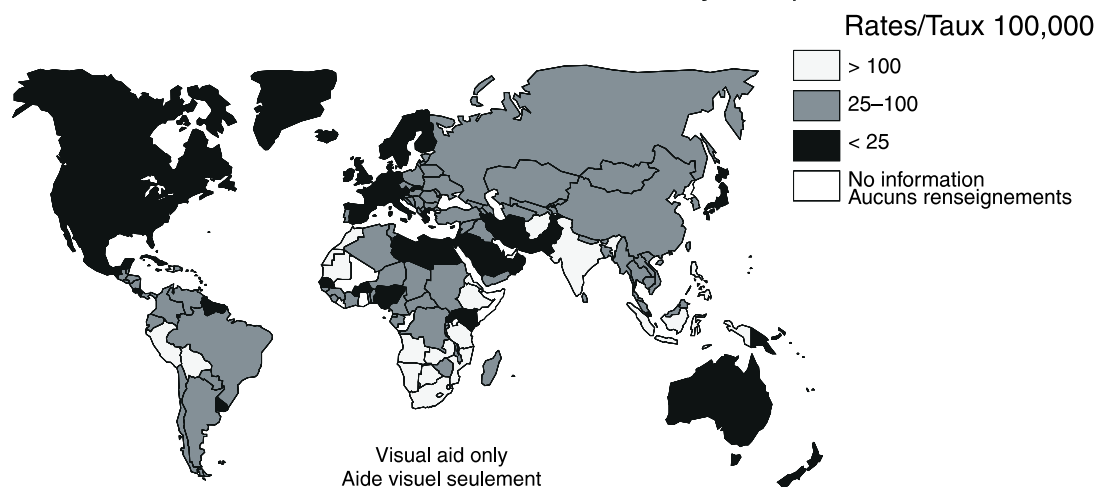 Rates/Taux 100,000
> 100
25–100
< 25
No information
Aucuns renseignements
Visual aid only
Aide visuel seulement